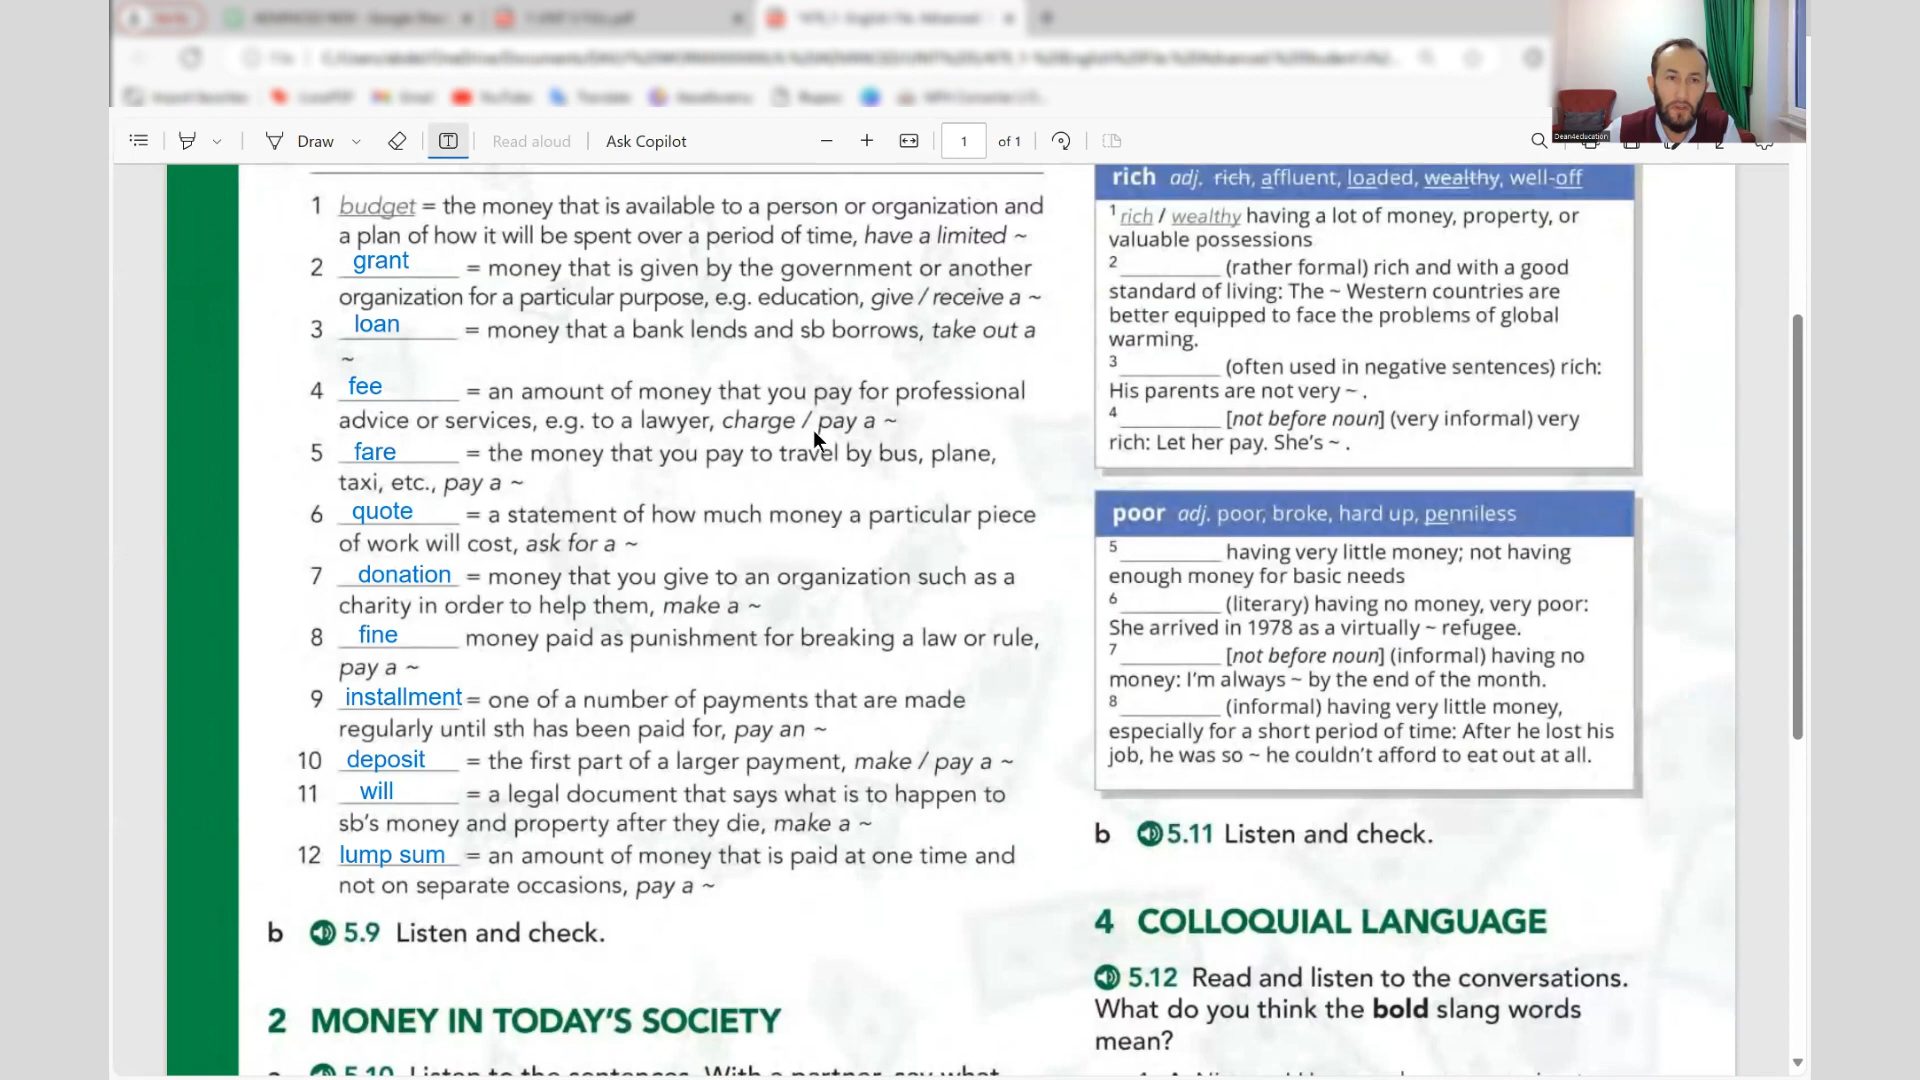 Draw
Read aloud
Ask Copilot
1
of 1
Dean4education
1 budget = the money that is available to a person or organization and
a plan of how it will be spent over a period of time, have a limited ~
2 grant = money that is given by the government or another
organization for a particular purpose, e.g. education, give / receive a ~
3 loan = money that a bank lends and sb borrows, take out a
~
4 fee = an amount of money that you pay for professional
advice or services, e.g. to a lawyer, charge / pay a ~
5 fare = the money that you pay to travel by bus, plane,
taxi, etc., pay a ~
6 quote = a statement of how much money a particular piece
of work will cost, ask for a ~
7 donation = money that you give to an organization such as a
charity in order to help them, make a ~
8 fine money paid as punishment for breaking a law or rule,
pay a ~
9 installment = one of a number of payments that are made
regularly until sth has been paid for, pay an ~
10 deposit = the first part of a larger payment, make / pay a ~
11 will = a legal document that says what is to happen to
sb's money and property after they die, make a ~
12 lump sum = an amount of money that is paid at one time and
not on separate occasions, pay a ~
b 5.9 Listen and check.
2 MONEY IN TODAY'S SOCIETY
5.10 Listen to the sentences. With a partner, say what
rich adj. rich, affluent, loaded, wealthy, well-off
1 rich / wealthy having a lot of money, property, or
valuable possessions
2 __________ (rather formal) rich and with a good
standard of living: The ~ Western countries are
better equipped to face the problems of global
warming.
3 __________ (often used in negative sentences) rich:
His parents are not very ~ .
4 __________ [not before noun] (very informal) very
rich: Let her pay. She's ~ .
poor adj. poor, broke, hard up, penniless
5 __________ having very little money; not having
enough money for basic needs
6 __________ (literary) having no money, very poor:
She arrived in 1978 as a virtually ~ refugee.
7 __________ [not before noun] (informal) having no
money: I'm always ~ by the end of the month.
8 __________ (informal) having very little money,
especially for a short period of time: After he lost his
job, he was so ~ he couldn't afford to eat out at all.
b 5.11 Listen and check.
4 COLLOQUIAL LANGUAGE
5.12 Read and listen to the conversations.
What do you think the bold slang words
mean?